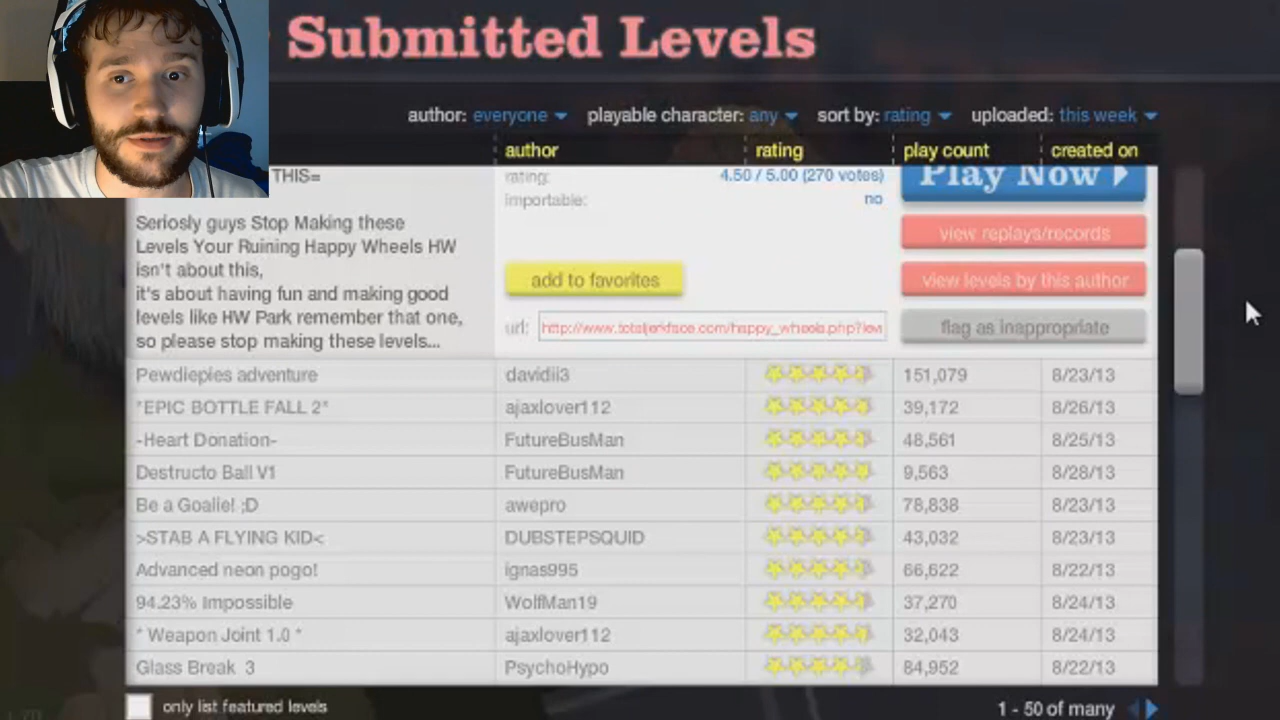 Submitted Levels
author: everyone playable character: any sort by: rating uploaded: this week
author rating play count created on
THIS= rating: 4.50 / 5.00 (270 votes) Play Now
importable: no
Seriosly guys Stop Making these view replays/records
Levels Your Ruining Happy Wheels HW
isn't about this, add to favorites view levels by this author
it's about having fun and making good
levels like HW Park remember that one, url: http://www.totaljerkface.com/happy_wheels.php?lev flag as inappropriate
so please stop making these levels...
Pewdiepies adventure davidii3 151,079 8/23/13
*EPIC BOTTLE FALL 2* ajaxlover112 39,172 8/26/13
-Heart Donation- FutureBusMan 48,561 8/25/13
Destructo Ball V1 FutureBusMan 9,563 8/28/13
Be a Goalie! ;D awepro 78,838 8/23/13
>STAB A FLYING KID< DUBSTEPSQUID 43,032 8/23/13
Advanced neon pogo! ignas995 66,622 8/22/13
94.23% Impossible WolfMan19 37,270 8/24/13
* Weapon Joint 1.0 * ajaxlover112 32,043 8/24/13
Glass Break 3 PsychoHypo 84,952 8/22/13
only list featured levels 1 - 50 of many